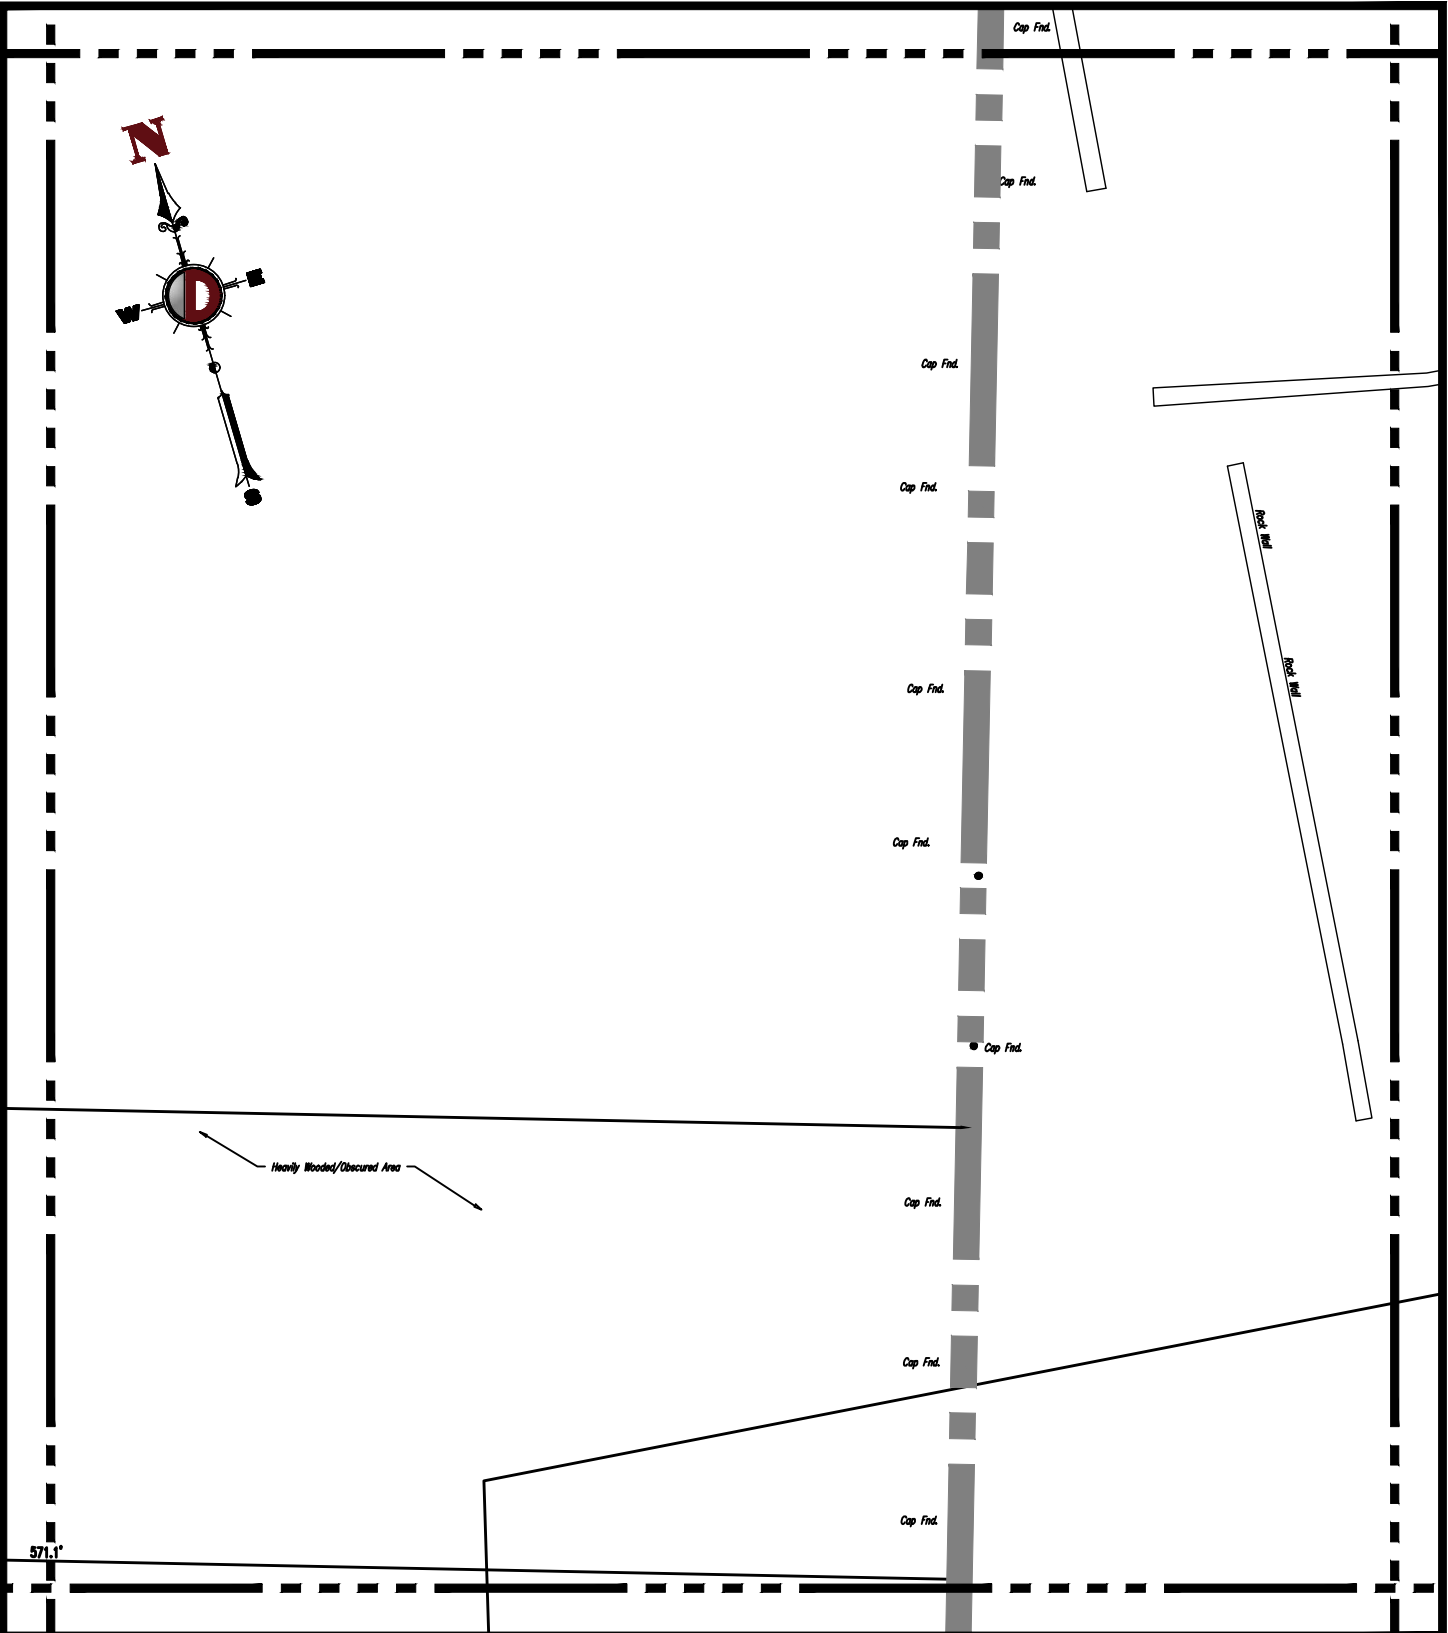 Cap Fnd.
N
Cap Fnd.
E
D
W
Cap Fnd.
Cap Fnd.
S
Rock Wall
Rock Wall
Cap Fnd.
Cap Fnd.
Cap Fnd.
Heavily Wooded/Obscured Area
Cap Fnd.
Cap Fnd.
Cap Fnd.
571.1'